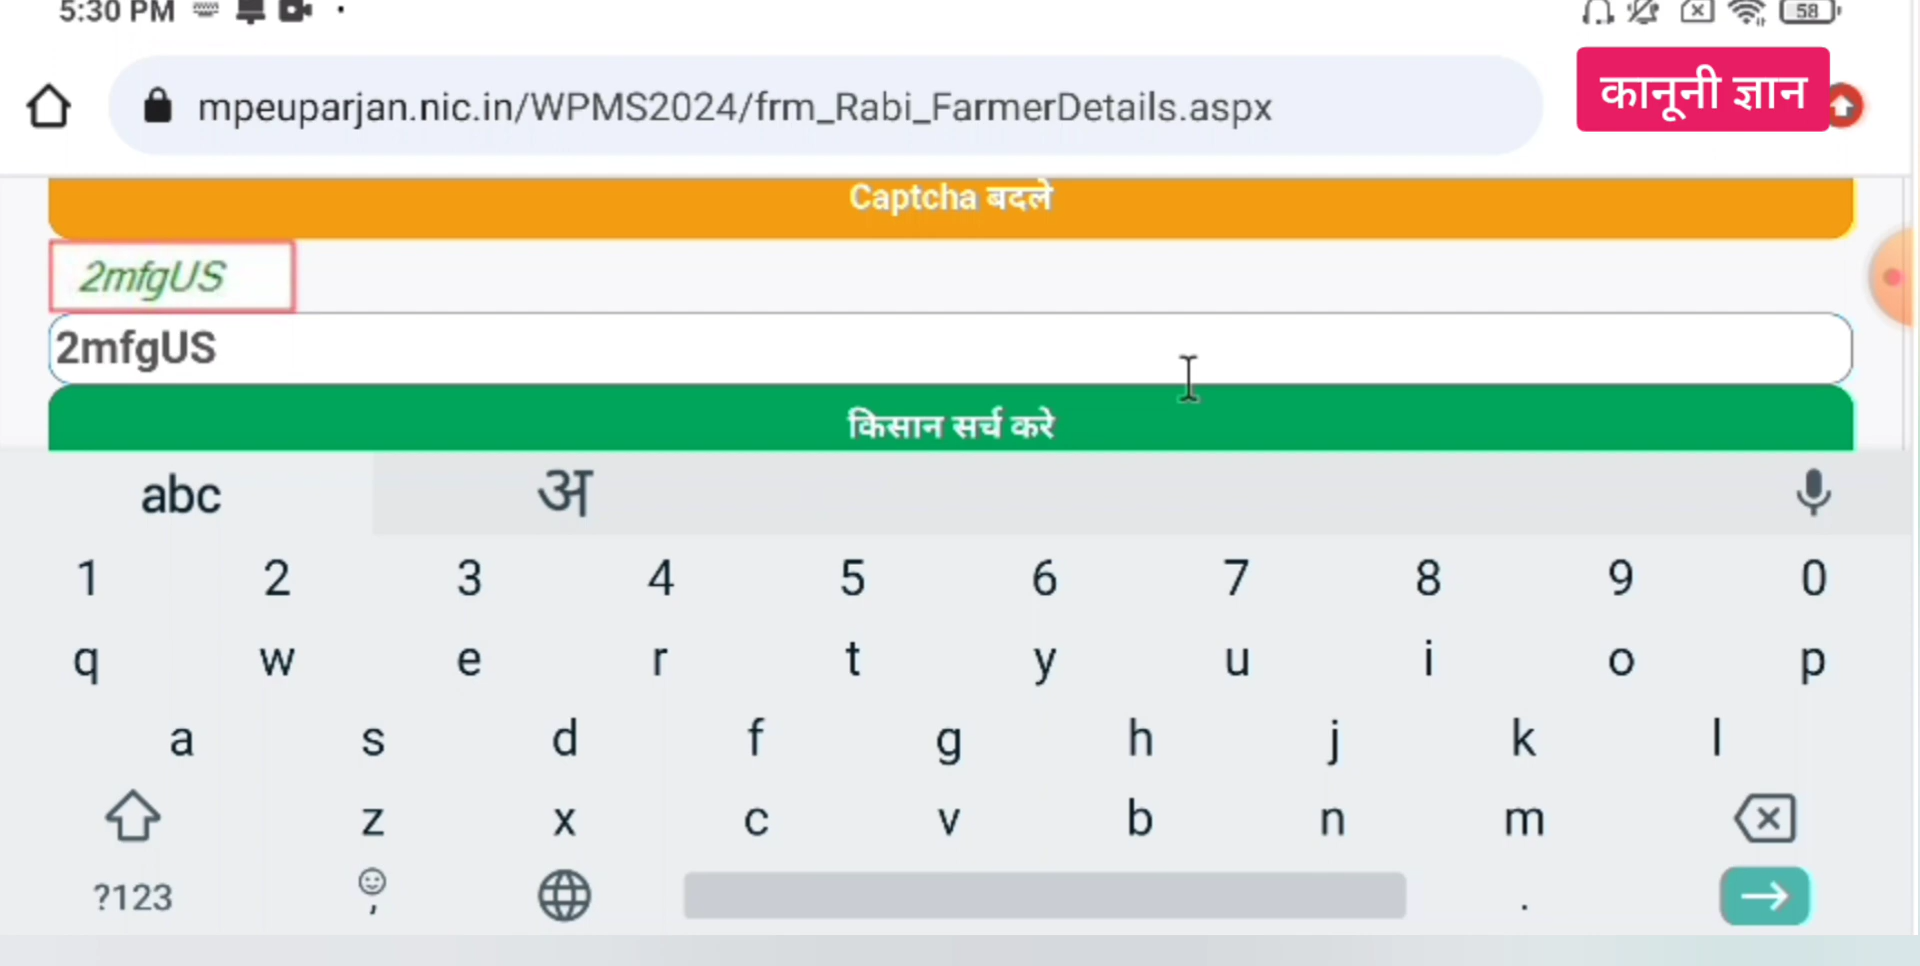 5:30 PM
58
mpeuparjan.nic.in/WPMS2024/frm_Rabi_FarmerDetails.aspx
कानूनी ज्ञान
Captcha बदले
2mfgUS
2mfgUS
किसान सर्च करे
abc अ
1 2 3 4 5 6 7 8 9 0
q w e r t y u i o p
a s d f g h j k l
z x c v b n m
?123 , .